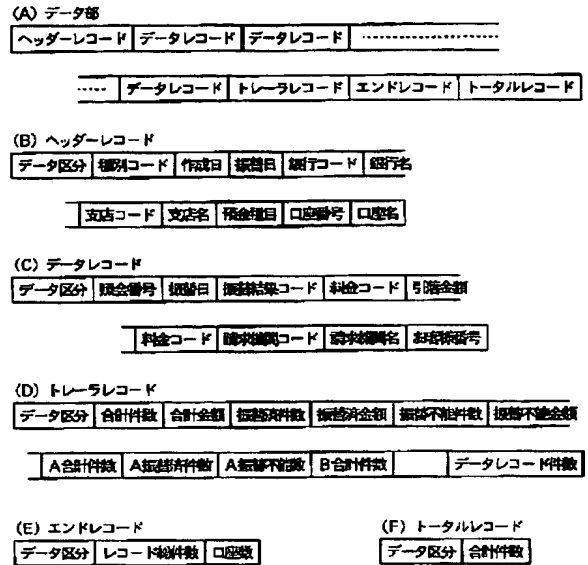 (A) データ部
ヘッダーレコード データレコード データレコード
データレコード トレーラレコード エンドレコード トータルレコード
(B) ヘッダーレコード
データ区分 種別コード 作成日 振替日 銀行コード 銀行名
支店コード 支店名 預金種目 口座番号 口座名
(C) データレコード
データ区分 照会番号 振替日 振替結果コード 料金コード 引落金額
料金コード 請求機関コード 請求機関名 お客様番号
(D) トレーラレコード
データ区分 合計件数 合計金額 振替済件数 振替済金額 振替不能件数 振替不能金額
A合計件数 A振替済件数 A振替不能数 B合計件数 データレコード件数
(E) エンドレコード
データ区分 レコード総件数 口座数
(F) トータルレコード
データ区分 合計件数